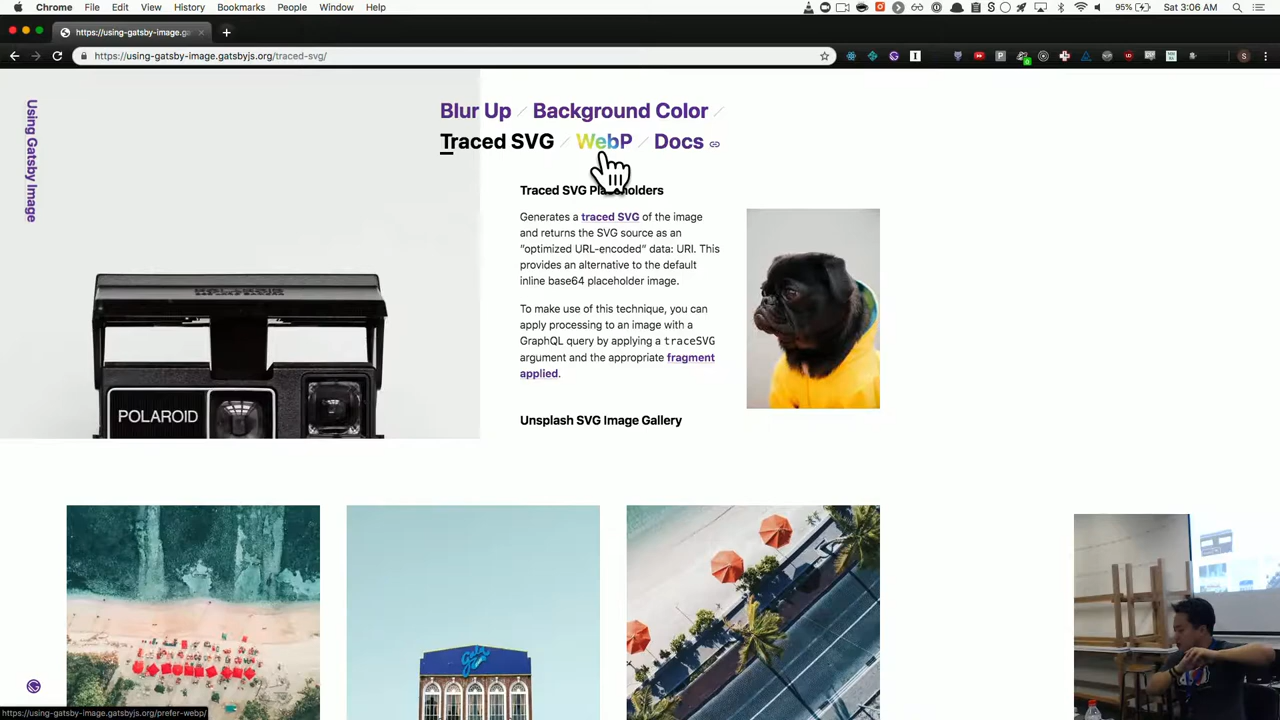 Chrome File Edit View History Bookmarks People Window Help
95% Sat 3:06 AM
https://using-gatsby-image.ga
https://using-gatsby-image.gatsbyjs.org/traced-svg/
Using Gatsby Image
Blur Up / Background Color /
Traced SVG / WebP / Docs
Traced SVG Placeholders
Generates a traced SVG of the image
and returns the SVG source as an
“optimized URL-encoded” data: URI. This
provides an alternative to the default
inline base64 placeholder image.
To make use of this technique, you can
apply processing to an image with a
GraphQL query by applying a traceSVG
argument and the appropriate fragment
applied.
Unsplash SVG Image Gallery
POLAROID
https://using-gatsby-image.gatsbyjs.org/prefer-webp/